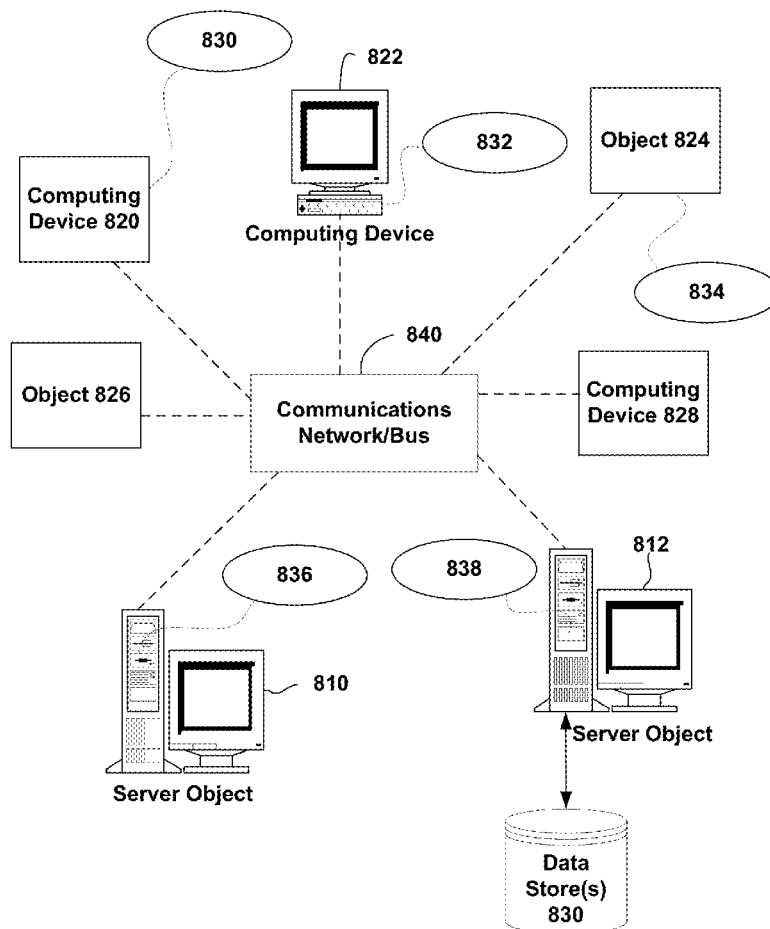 830
822
832
Object 824
Computing
Device 820
Computing Device
834
840
Object 826
Communications
Network/Bus
Computing
Device 828
836
838
812
810
Server Object
Server Object
Data
Store(s)
830